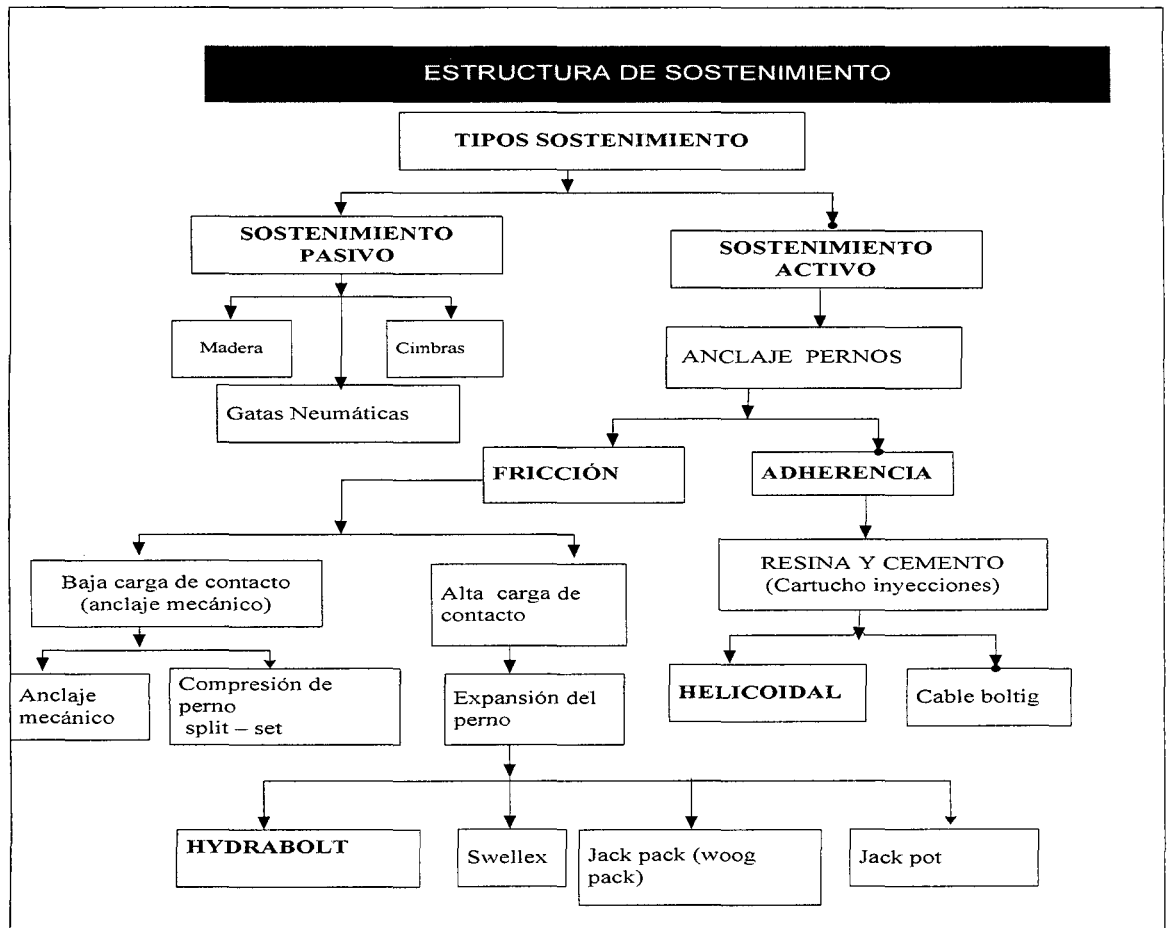 ESTRUCTURA DE SOSTENIMIENTO
TIPOS SOSTENIMIENTO
SOSTENIMIENTO
PASIVO
SOSTENIMIENTO
ACTIVO
Madera
Cimbras
Gatas Neumáticas
ANCLAJE PERNOS
FRICCIÓN
ADHERENCIA
Baja carga de contacto
(anclaje mecánico)
Alta carga de
contacto
RESINA Y CEMENTO
(Cartucho inyecciones)
Anclaje
mecánico
Compresión de
perno
split – set
Expansión del
perno
HELICOIDAL
Cable boltig
HYDRABOLT
Swellex
Jack pack (woog
pack)
Jack pot